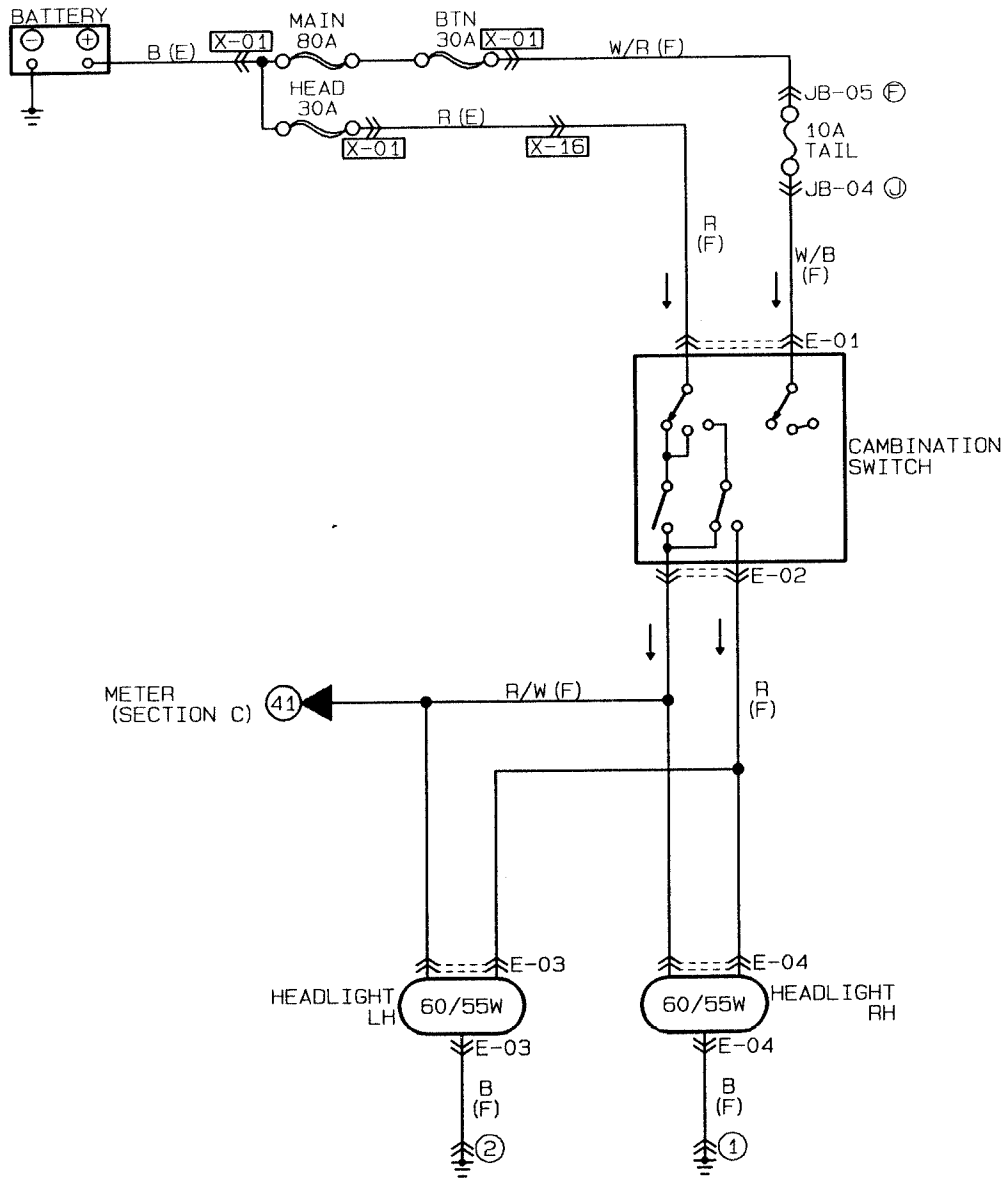 BATTERY
- +
B (E)
X-01
MAIN
80A
BTN
30A
X-01
W/R (F)
HEAD
30A
X-01
R (E)
X-16
JB-05 F
10A
TAIL
JB-04 J
R
(F)
W/B
(F)
E-01
CAMBINATION
SWITCH
E-02
METER
(SECTION C)
41
R/W (F)
R
(F)
E-03
E-04
HEADLIGHT
LH
60/55W
60/55W
HEADLIGHT
RH
E-03
E-04
B
(F)
B
(F)
2
1